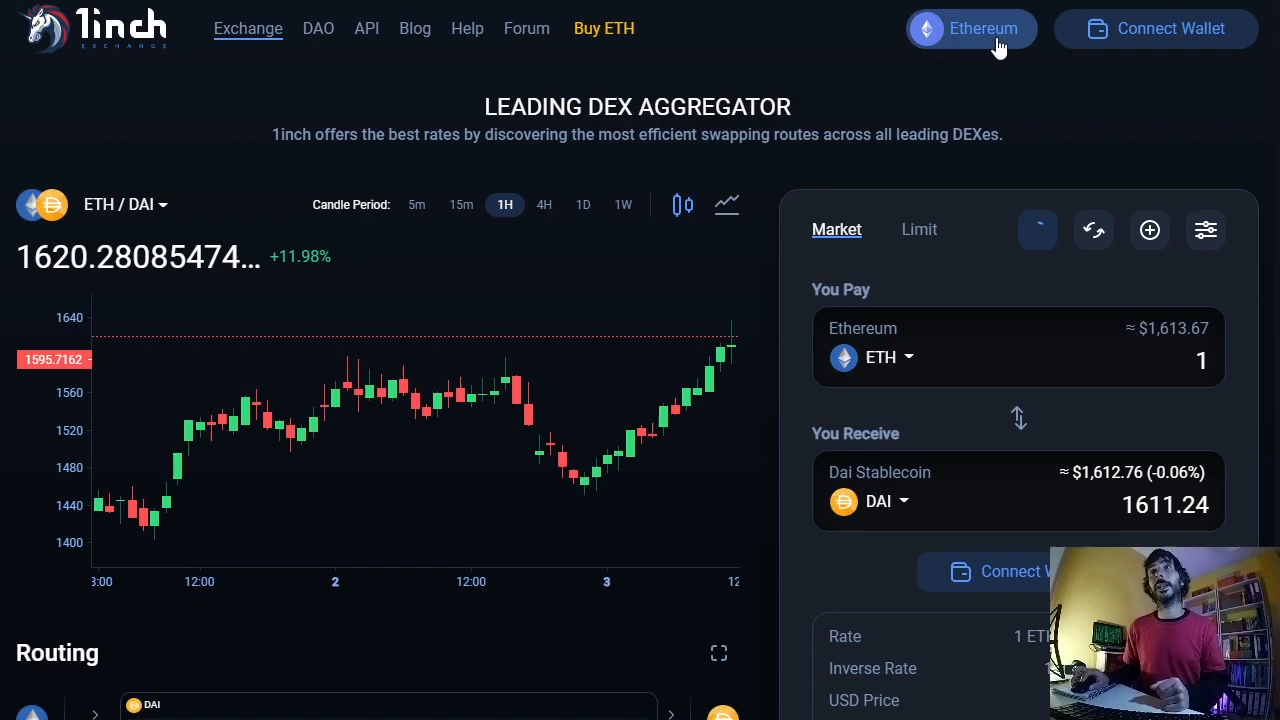 1inch
EXCHANGE
Exchange DAO API Blog Help Forum Buy ETH
Ethereum
Connect Wallet
LEADING DEX AGGREGATOR
1inch offers the best rates by discovering the most efficient swapping routes across all leading DEXes.
ETH / DAI
Candle Period: 5m 15m 1H 4H 1D 1W
1620.28085474... +11.98%
1640
1595.7162
1560
1520
1480
1440
1400
3:00 12:00 2 12:00 3 12
Market Limit
You Pay
Ethereum ≈ $1,613.67
ETH 1
You Receive
Dai Stablecoin ≈ $1,612.76 (-0.06%)
DAI 1611.24
Connect W
Rate 1 ETH
Inverse Rate 1
USD Price
Routing
DAI